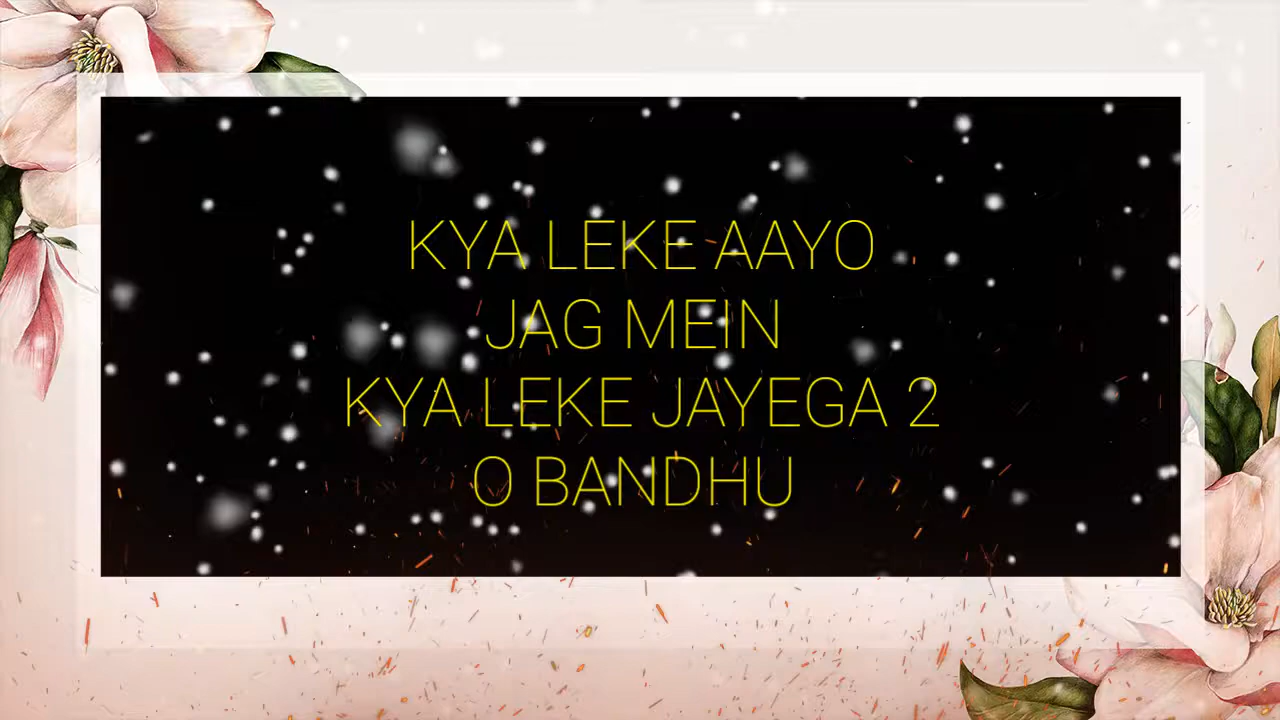 KYA LEKE AAYO
JAG MEIN
KYA LEKE JAYEGA 2
O BANDHU